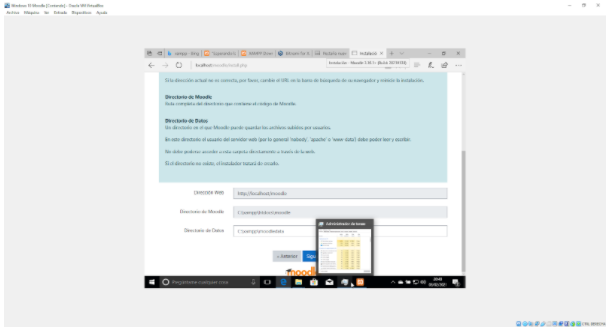 Windows 10 Moodle [Corriendo] - Oracle VM VirtualBox
Archivo Máquina Ver Entrada Dispositivos Ayuda
localhost/moodle/install.php
Si la dirección actual no es correcta, por favor, cambie el URL en la barra de búsqueda de su navegador y reinicie la instalación.
Directorio de Moodle
Ruta completa del directorio que contiene el código de Moodle.
Directorio de Datos
Un directorio en el que Moodle puede guardar los archivos subidos por usuarios.
En este directorio el usuario del servidor web (por lo general 'nobody', 'apache' o 'www-data') debe poder leer y escribir.
No debe poderse acceder a esta carpeta directamente a través de la web.
Si el directorio no existe, el instalador tratará de crearlo.
Dirección Web
http://localhost/moodle
Directorio de Moodle
C:\xampp\htdocs\moodle
Directorio de Datos
C:\xampp\moodledata
Administrador de tareas
« Anterior
moodle
Pregúntame cualquier cosa
20:49
CTRL DERECHA